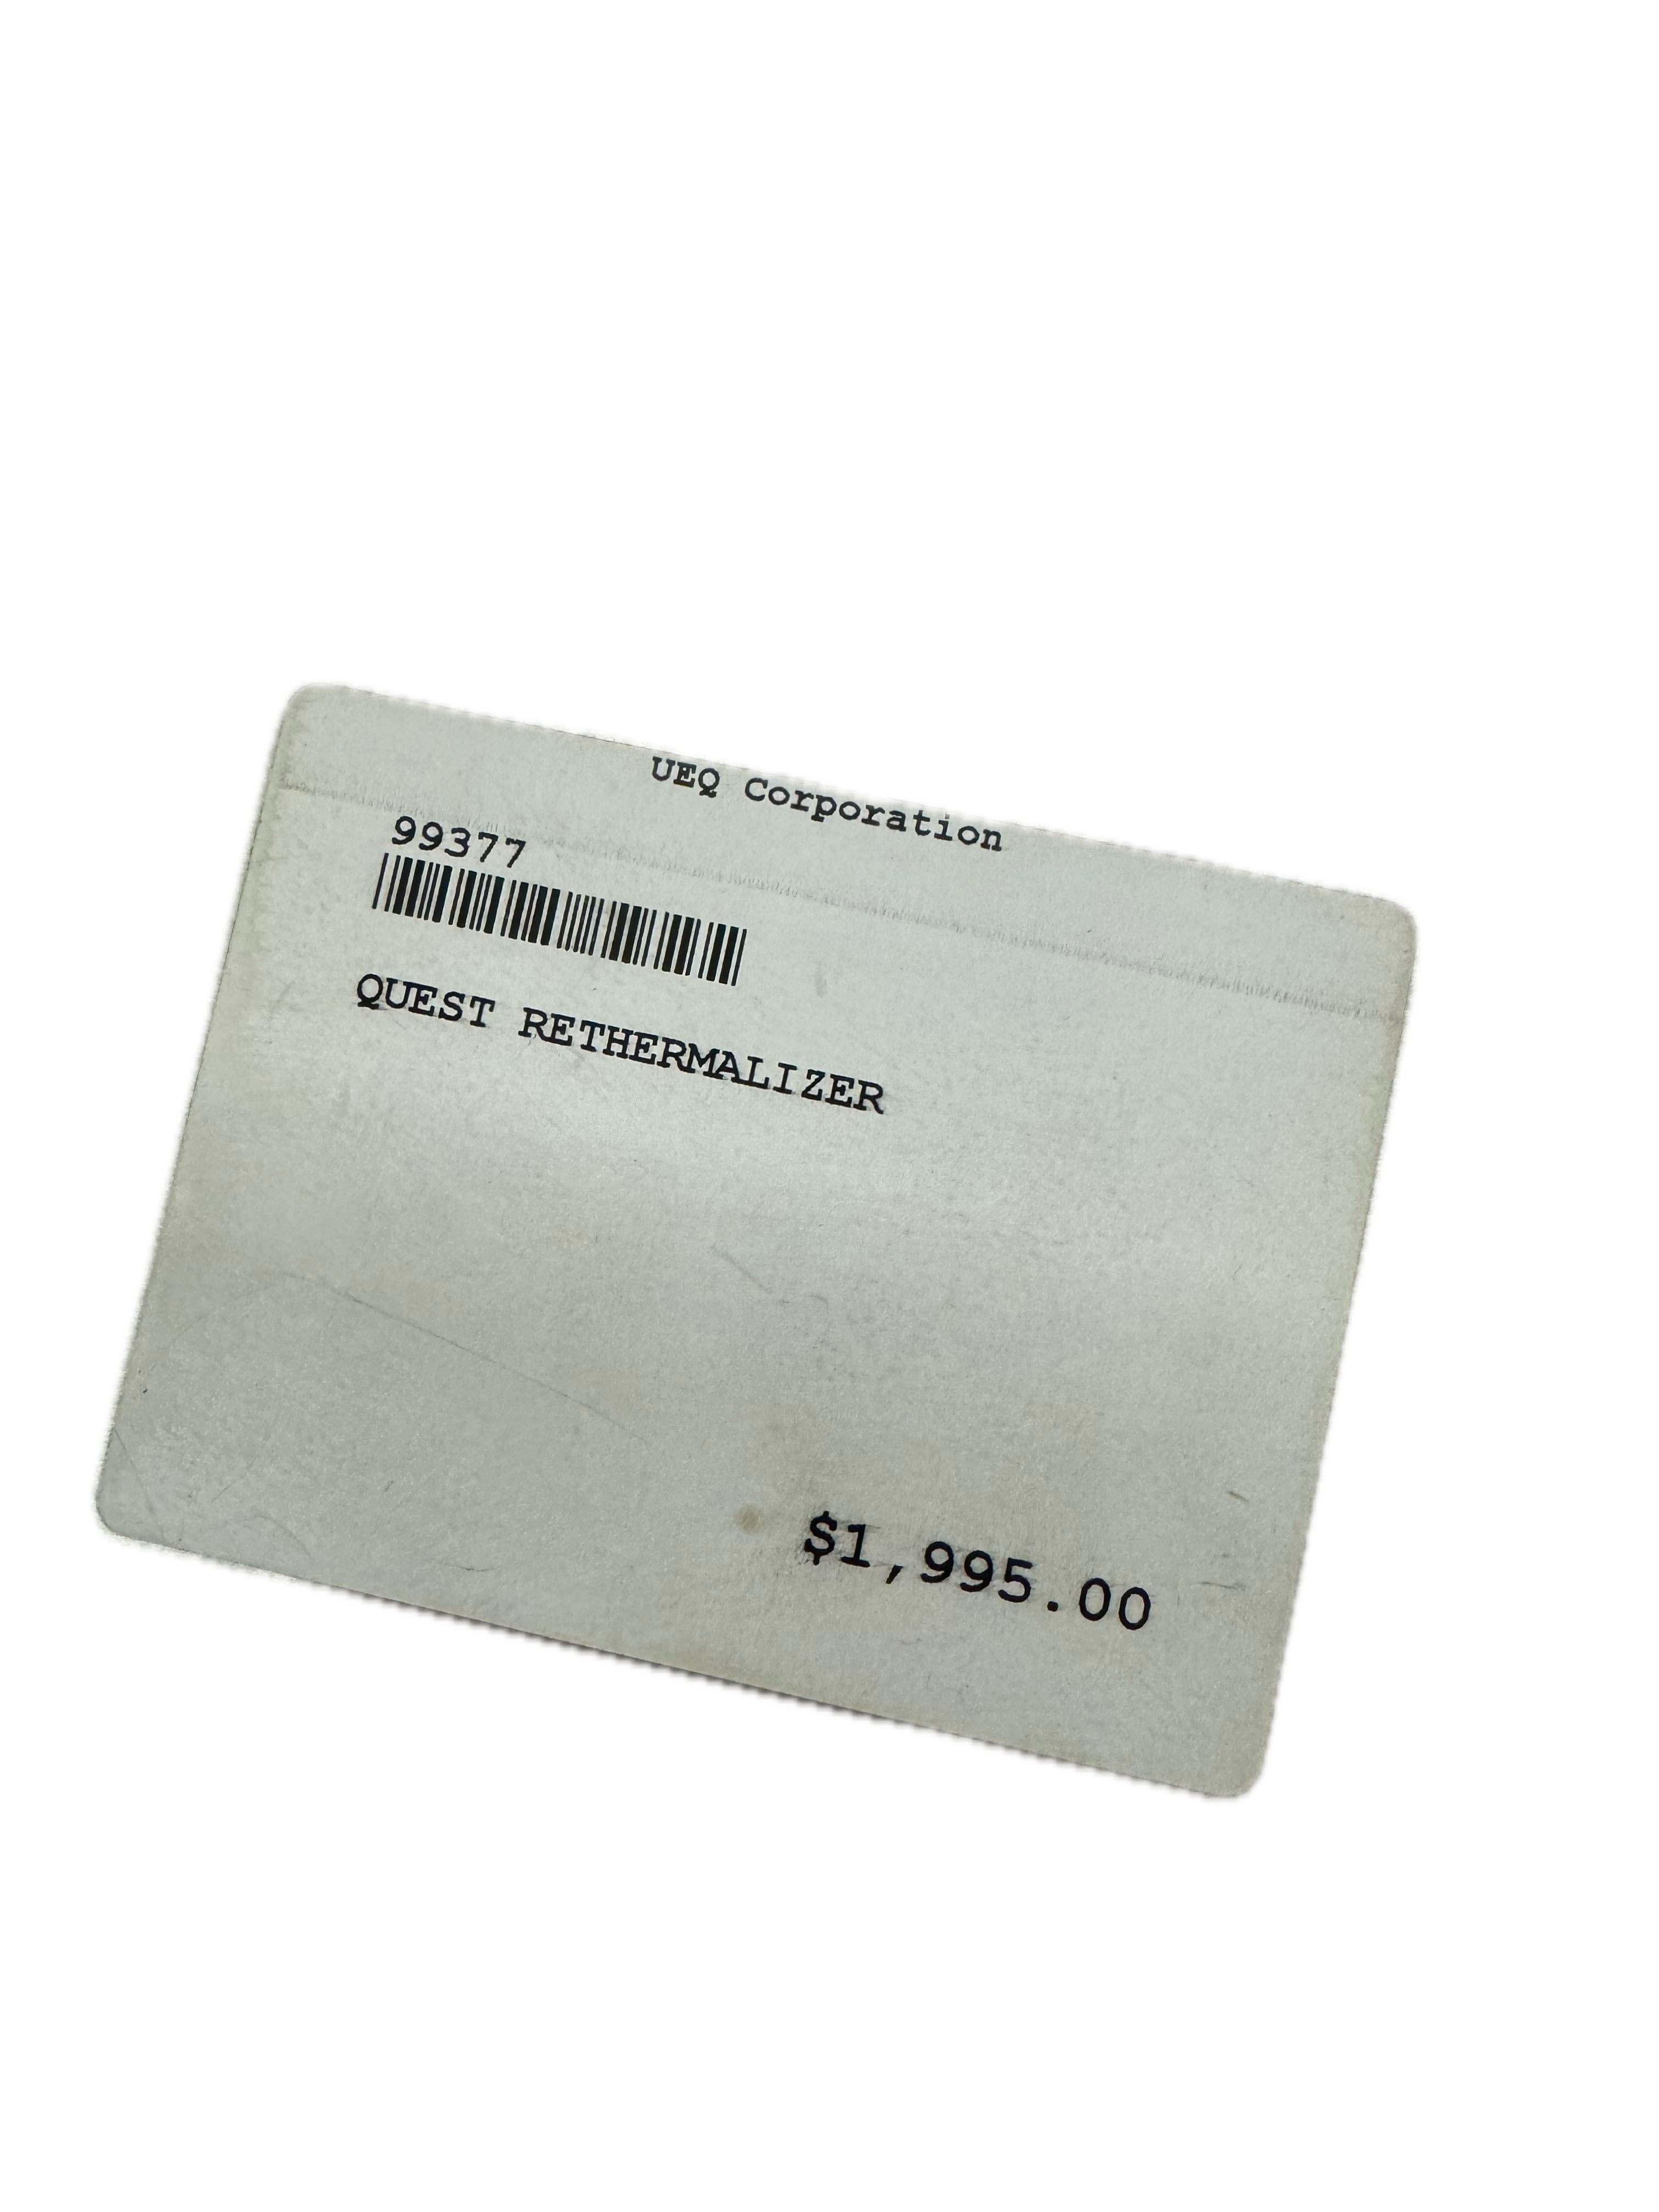 UEQ Corporation
99377
QUEST RETHERMALIZER
$1,995.00